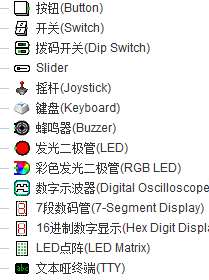 按钮(Button)
开关(Switch)
拨码开关(Dip Switch)
Slider
摇杆(Joystick)
键盘(Keyboard)
蜂鸣器(Buzzer)
发光二极管(LED)
彩色发光二极管(RGB LED)
数字示波器(Digital Oscilloscope
7段数码管(7-Segment Display)
16进制数字显示(Hex Digit Displa
LED点阵(LED Matrix)
文本哑终端(TTY)